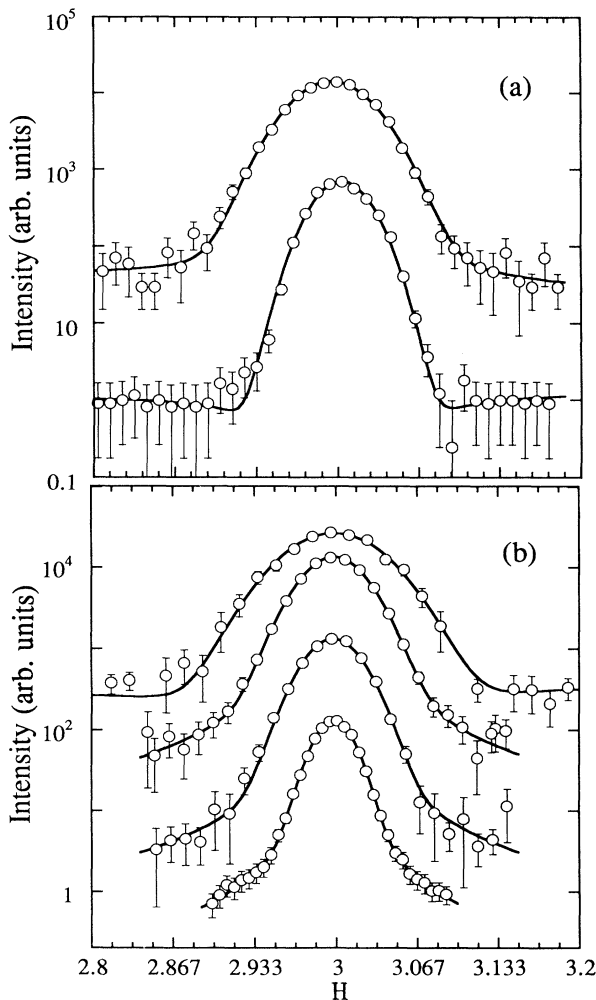 10^5
(a)
10^3
Intensity (arb. units)
10
0.1
(b)
10^4
Intensity (arb. units)
10^2
1
2.8 2.867 2.933 3 3.067 3.133 3.2
H